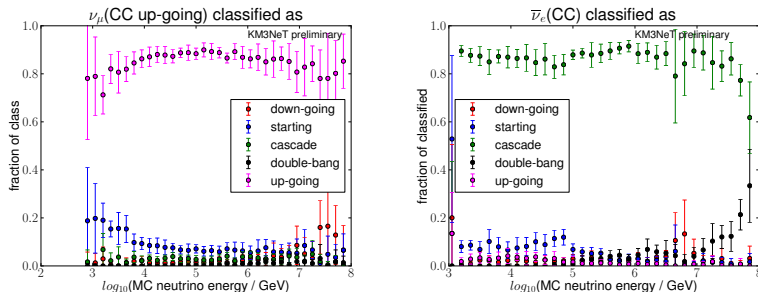 ν_μ(CC up-going) classified as
KM3NeT preliminary
fraction of class
1.0
0.8
0.6
0.4
0.2
0.0
down-going
starting
cascade
double-bang
up-going
2 3 4 5 6 7 8
log10(MC neutrino energy / GeV)
ν̅_e(CC) classified as
KM3NeT preliminary
fraction of classified
1.0
0.8
0.6
0.4
0.2
0.0
down-going
starting
cascade
double-bang
up-going
3 4 5 6 7 8
log10(MC neutrino energy / GeV)